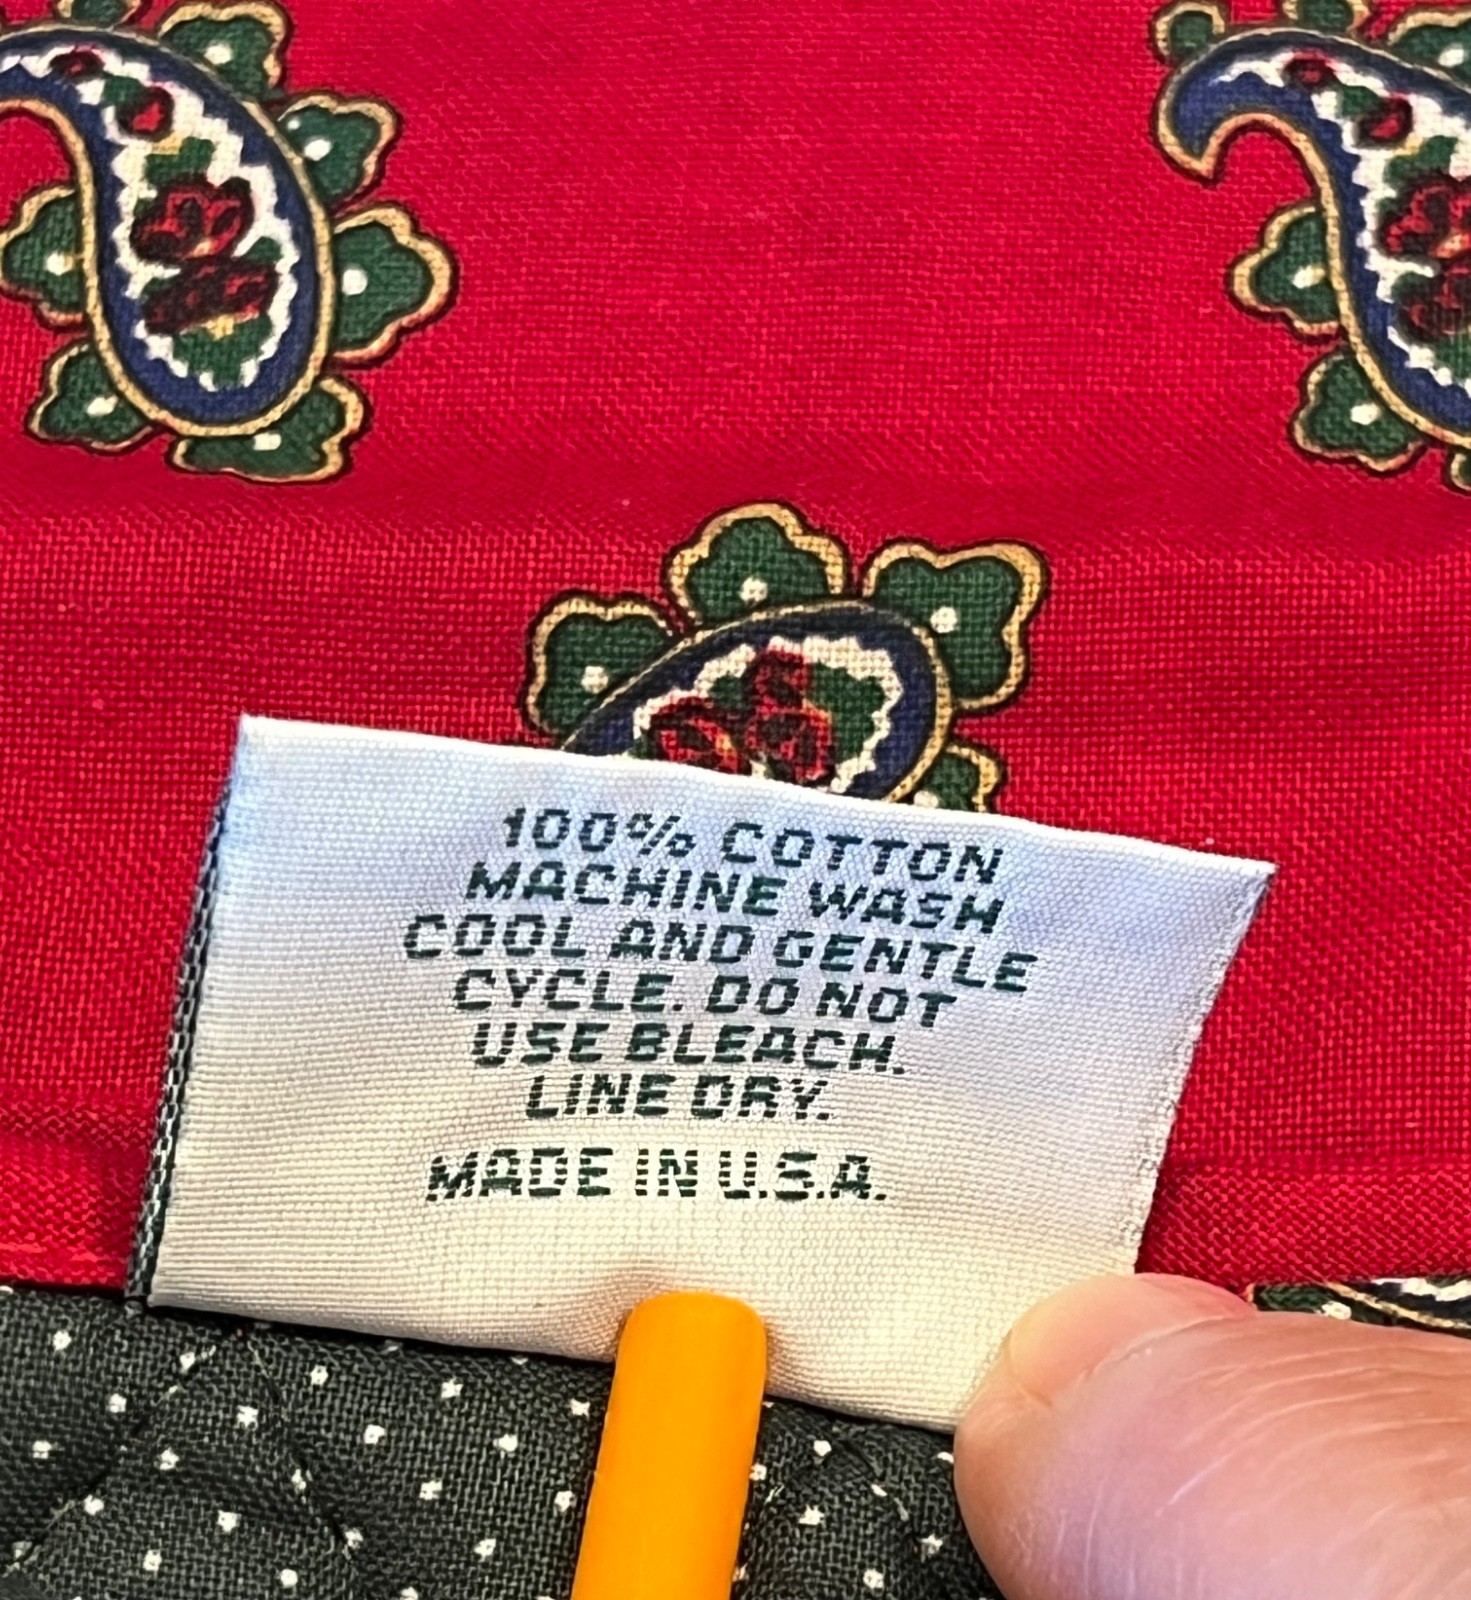 100% COTTON
MACHINE WASH
COOL AND GENTLE
CYCLE. DO NOT
USE BLEACH.
LINE DRY.
MADE IN U.S.A.